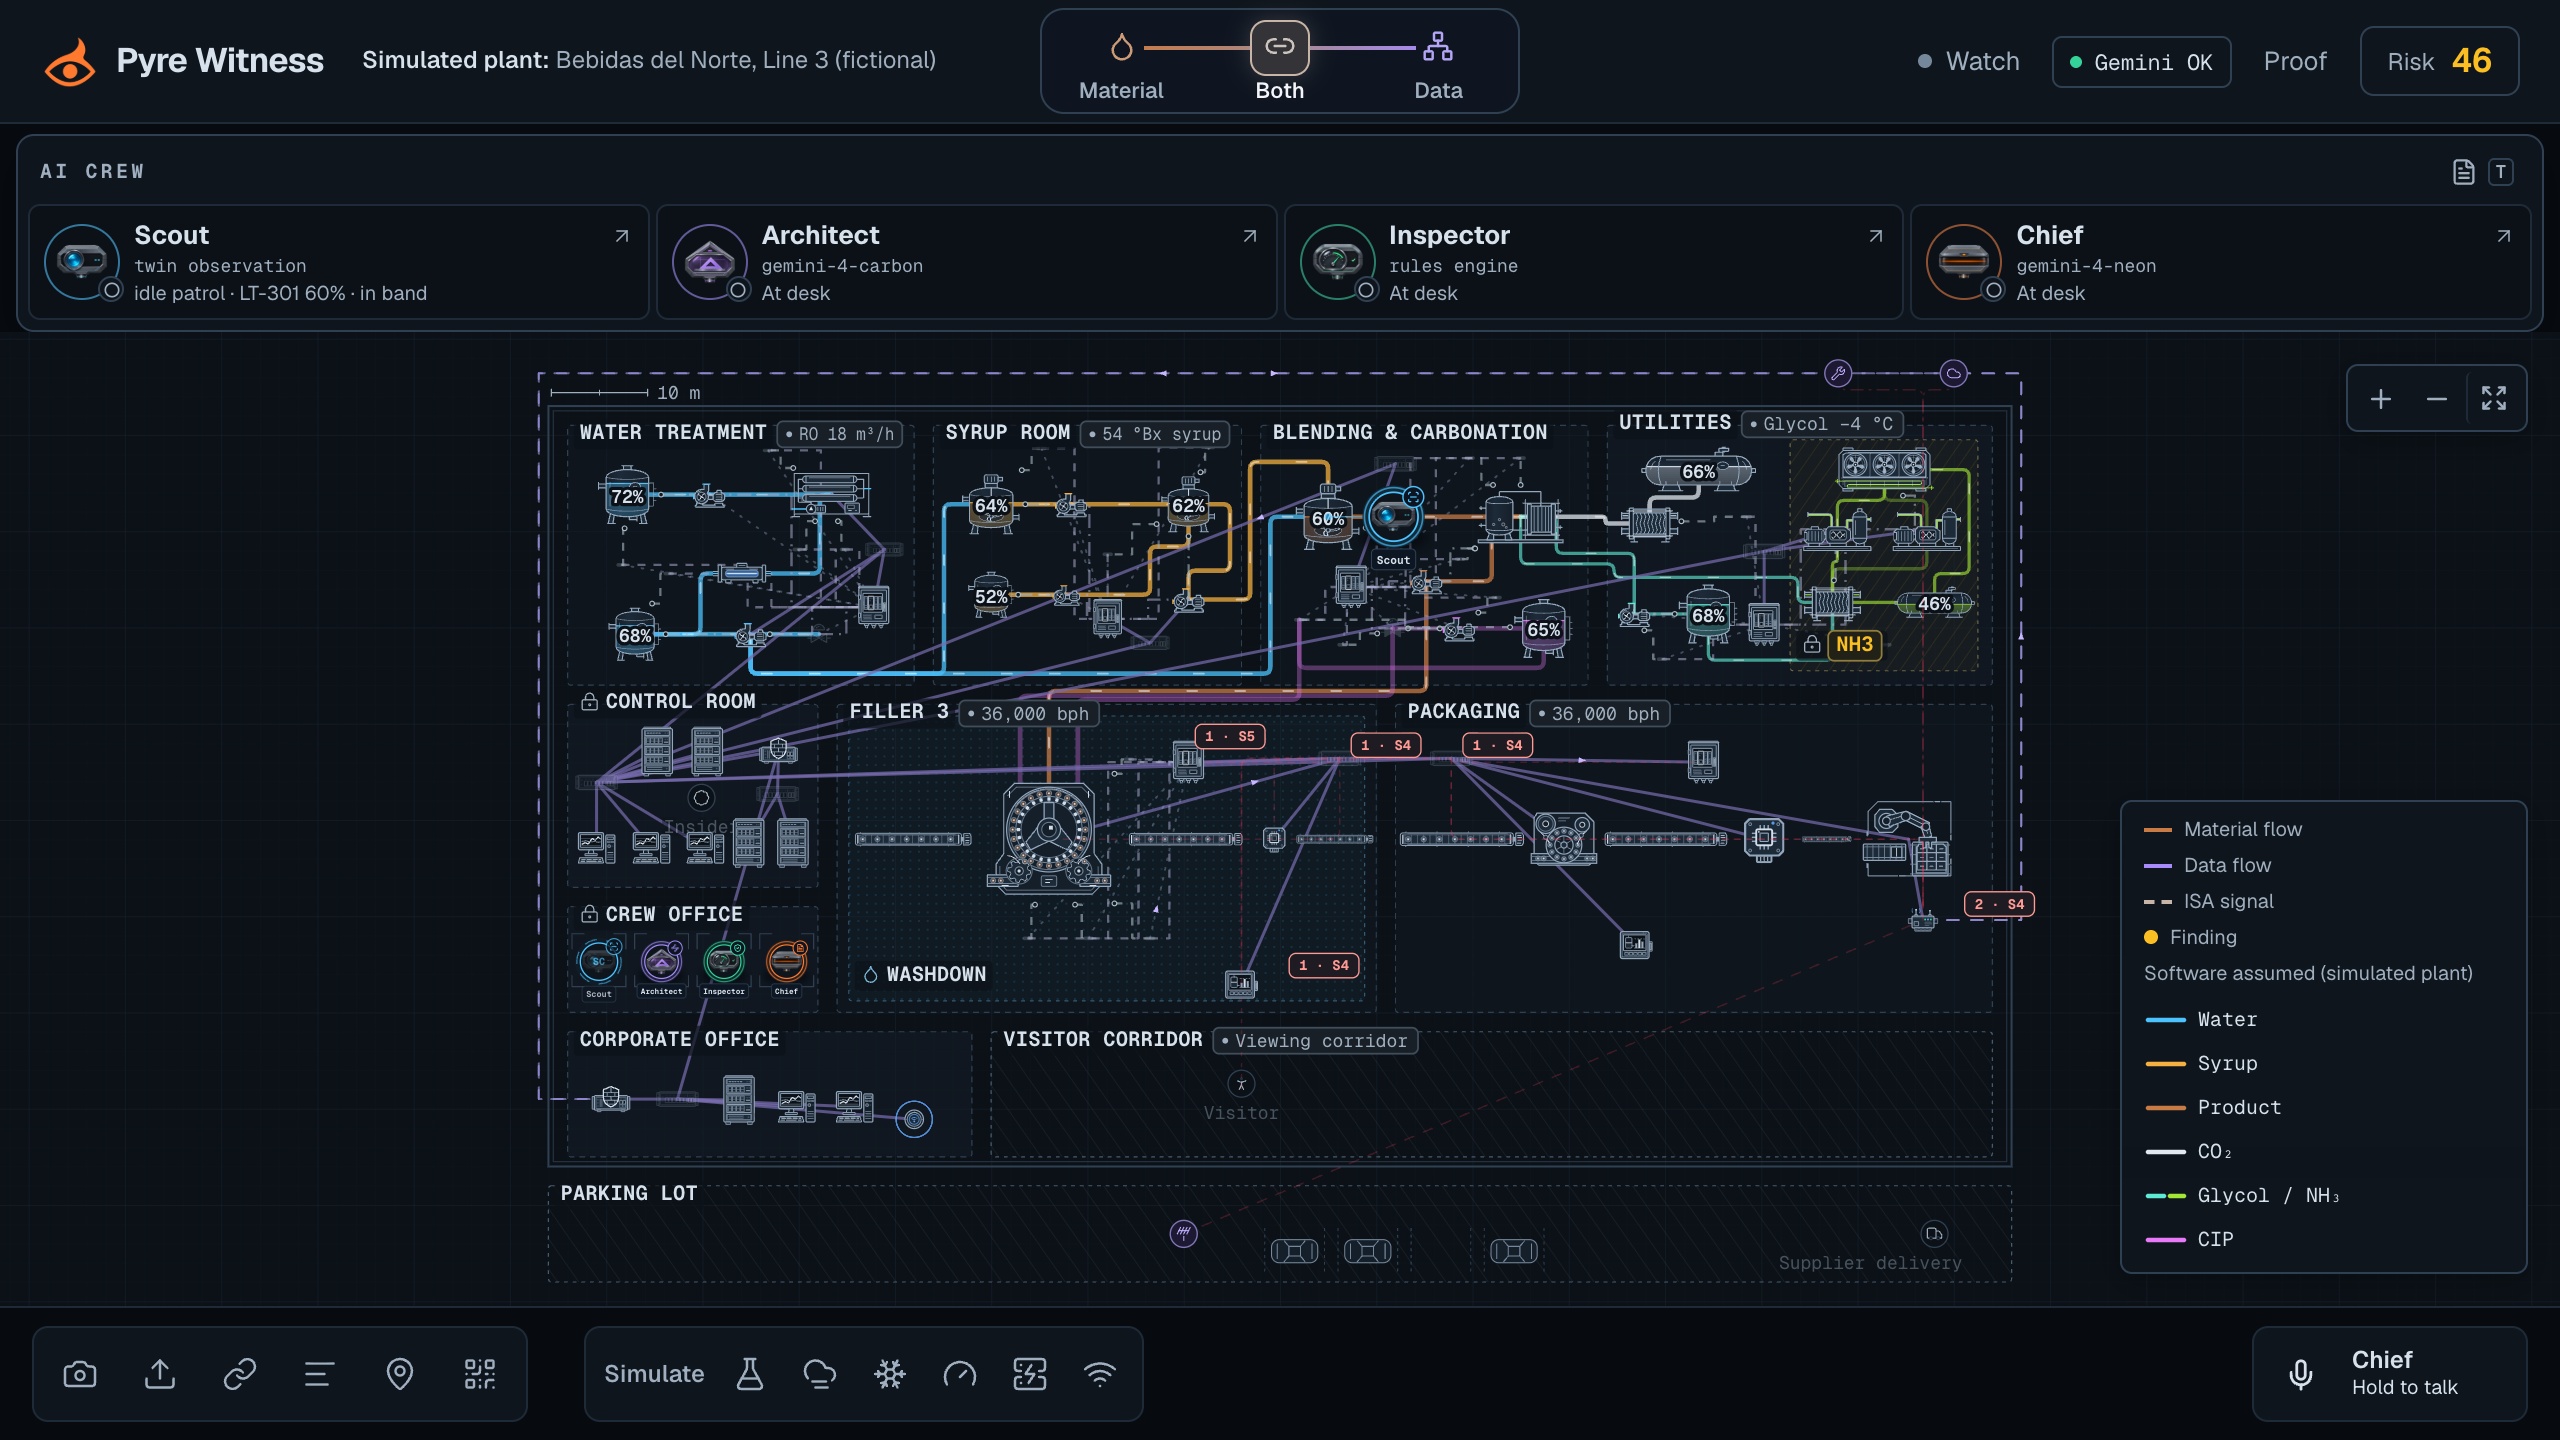 Pyre Witness
Simulated plant: Bebidas del Norte, Line 3 (fictional)
Material
Both
Data
Watch
Gemini OK
Proof
Risk 46
AI CREW
T
Scout
twin observation
idle patrol · LT-301 60% · in band
Architect
gemini-4-carbon
At desk
Inspector
rules engine
At desk
Chief
gemini-4-neon
At desk
10 m
WATER TREATMENT
• RO 18 m³/h
SYRUP ROOM
• 54 °Bx syrup
BLENDING & CARBONATION
UTILITIES
• Glycol −4 °C
72%
64%
62%
60%
Scout
66%
52%
68%
65%
68%
46%
NH3
CONTROL ROOM
FILLER 3
• 36,000 bph
PACKAGING
• 36,000 bph
1 · S5
1 · S4
1 · S4
Insider
2 · S4
CREW OFFICE
SC
Scout
Architect
Inspector
Chief
WASHDOWN
1 · S4
CORPORATE OFFICE
VISITOR CORRIDOR
• Viewing corridor
Visitor
PARKING LOT
Supplier delivery
Material flow
Data flow
ISA signal
Finding
Software assumed (simulated plant)
Water
Syrup
Product
CO₂
Glycol / NH₃
CIP
Simulate
Chief
Hold to talk